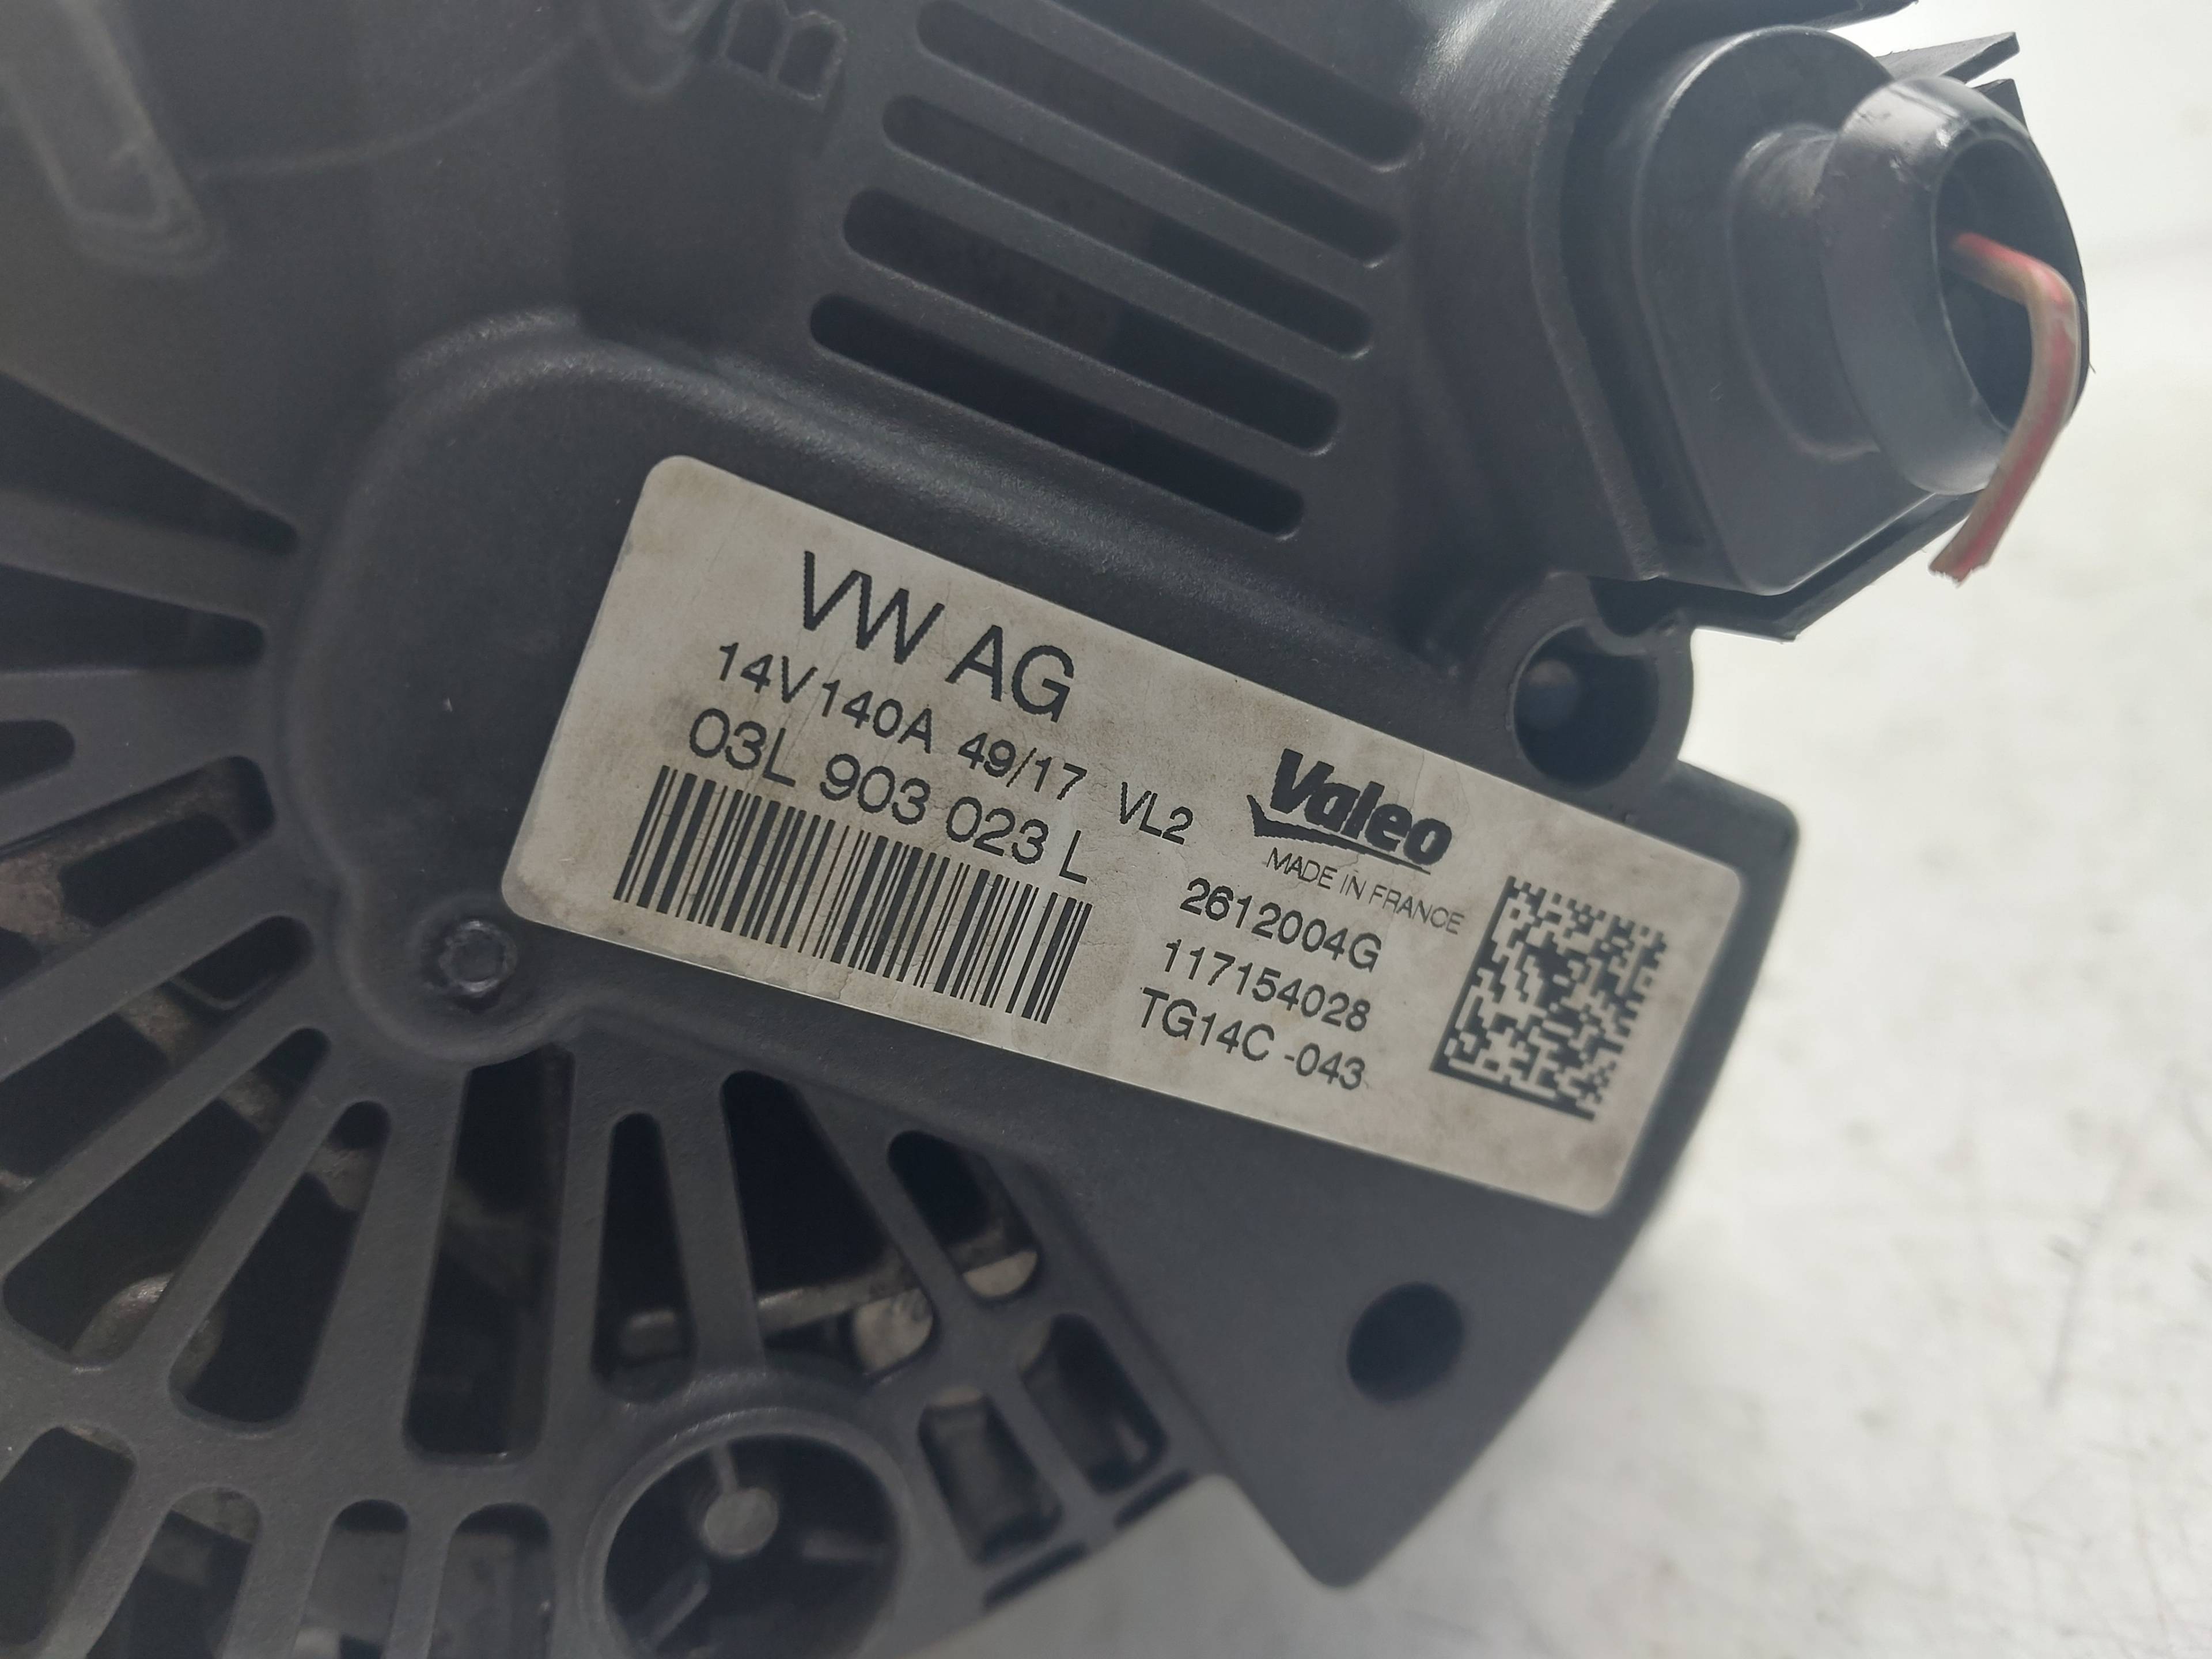 B
VW AG
14V 140A 49/17 VL2
03L 903 023 L
Valeo
MADE IN FRANCE
2612004G
117154028
TG14C -043